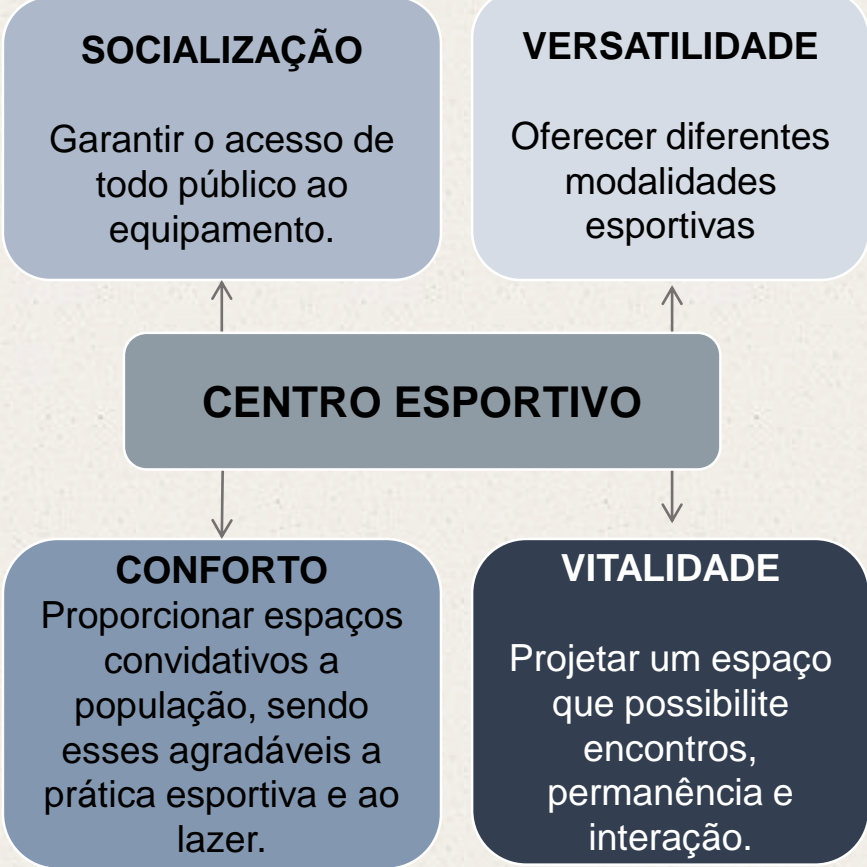 SOCIALIZAÇÃO
Garantir o acesso de
todo público ao
equipamento.
VERSATILIDADE
Oferecer diferentes
modalidades
esportivas
CENTRO ESPORTIVO
CONFORTO
Proporcionar espaços
convidativos a
população, sendo
esses agradáveis a
prática esportiva e ao
lazer.
VITALIDADE
Projetar um espaço
que possibilite
encontros,
permanência e
interação.